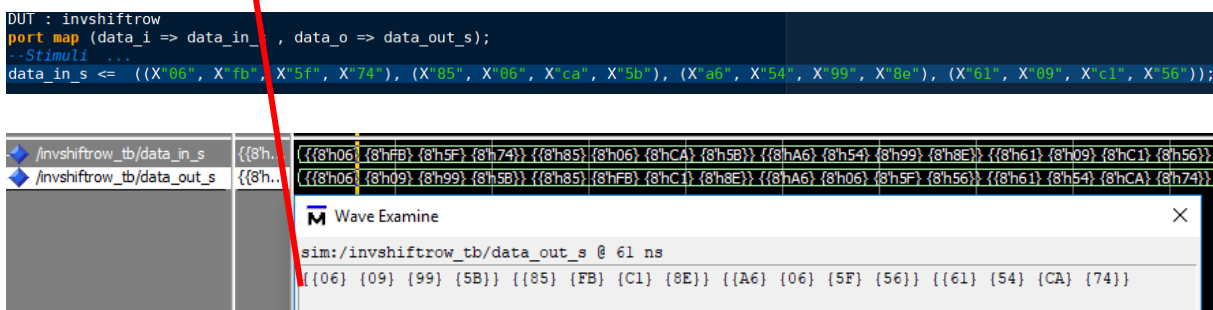 DUT : invshiftrow
port map (data_i => data_in_s , data_o => data_out_s);
--Stimuli ...
data_in_s <= ((X"06", X"fb", X"5f", X"74"), (X"85", X"06", X"ca", X"5b"), (X"a6", X"54", X"99", X"8e"), (X"61", X"09", X"c1", X"56"));
/invshiftrow_tb/data_in_s {{8'h... {{{8'h06} {8'hFB} {8'h5F} {8'h74}} {{8'h85} {8'h06} {8'hCA} {8'h5B}} {{8'hA6} {8'h54} {8'h99} {8'h8E}} {{8'h61} {8'h09} {8'hC1} {8'h56}}
/invshiftrow_tb/data_out_s {{8'h... {{{8'h06} {8'h09} {8'h99} {8'h5B}} {{8'h85} {8'hFB} {8'hC1} {8'h8E}} {{8'hA6} {8'h06} {8'h5F} {8'h56}} {{8'h61} {8'h54} {8'hCA} {8'h74}}
M Wave Examine
sim:/invshiftrow_tb/data_out_s @ 61 ns
{{06} {09} {99} {5B}} {{85} {FB} {C1} {8E}} {{A6} {06} {5F} {56}} {{61} {54} {CA} {74}}